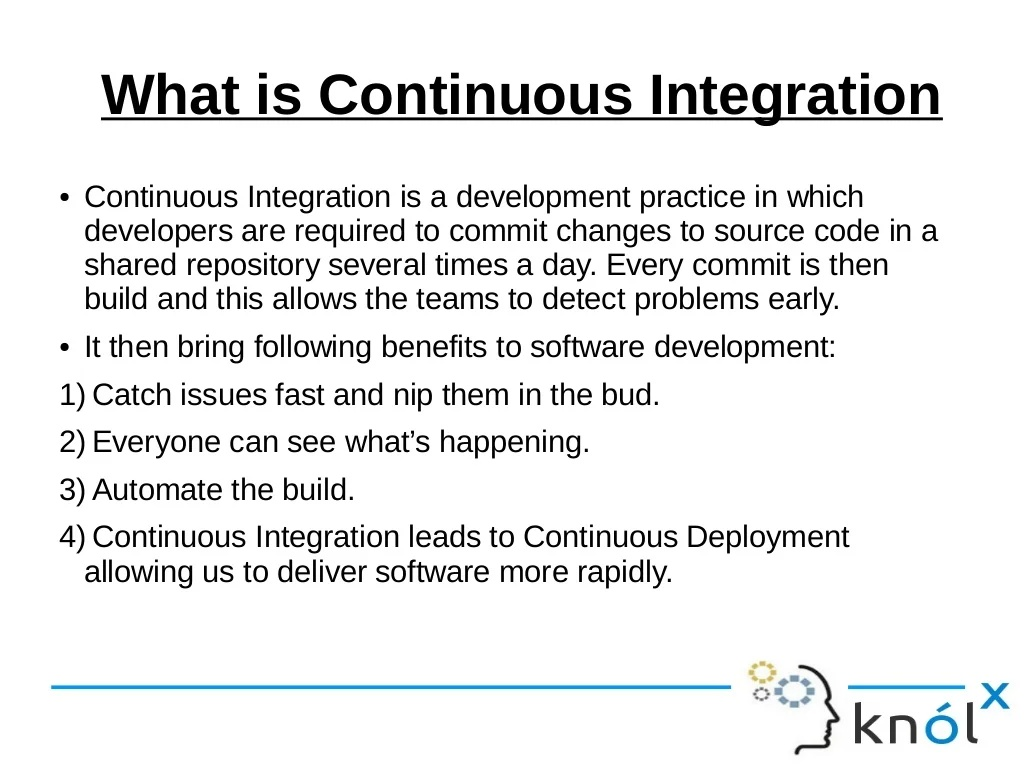 What is Continuous Integration
• Continuous Integration is a development practice in which
developers are required to commit changes to source code in a
shared repository several times a day. Every commit is then
build and this allows the teams to detect problems early.
• It then bring following benefits to software development:
1) Catch issues fast and nip them in the bud.
2) Everyone can see what’s happening.
3) Automate the build.
4) Continuous Integration leads to Continuous Deployment
allowing us to deliver software more rapidly.
knól x